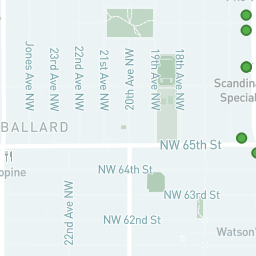 Jones Ave NW
23rd Ave NW
22nd Ave NW
21st Ave NW
20th Ave NW
19th Ave NW
18th Ave NW
Scandina
Special
BALLARD
NW 65th St
opine
NW 64th St
NW 63rd St
22nd Ave NW
NW 62nd St
Watson'